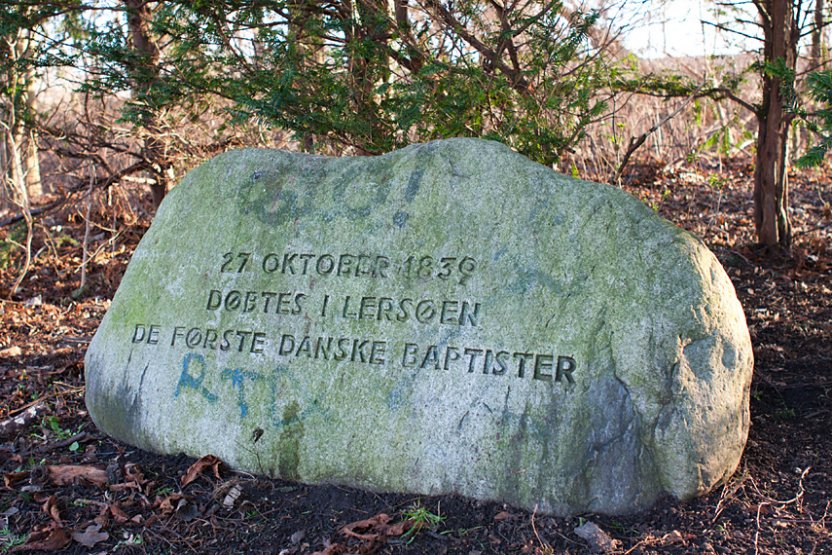 27 OKTOBER 1839
DØBTES I LERSØEN
DE FØRSTE DANSKE BAPTISTER